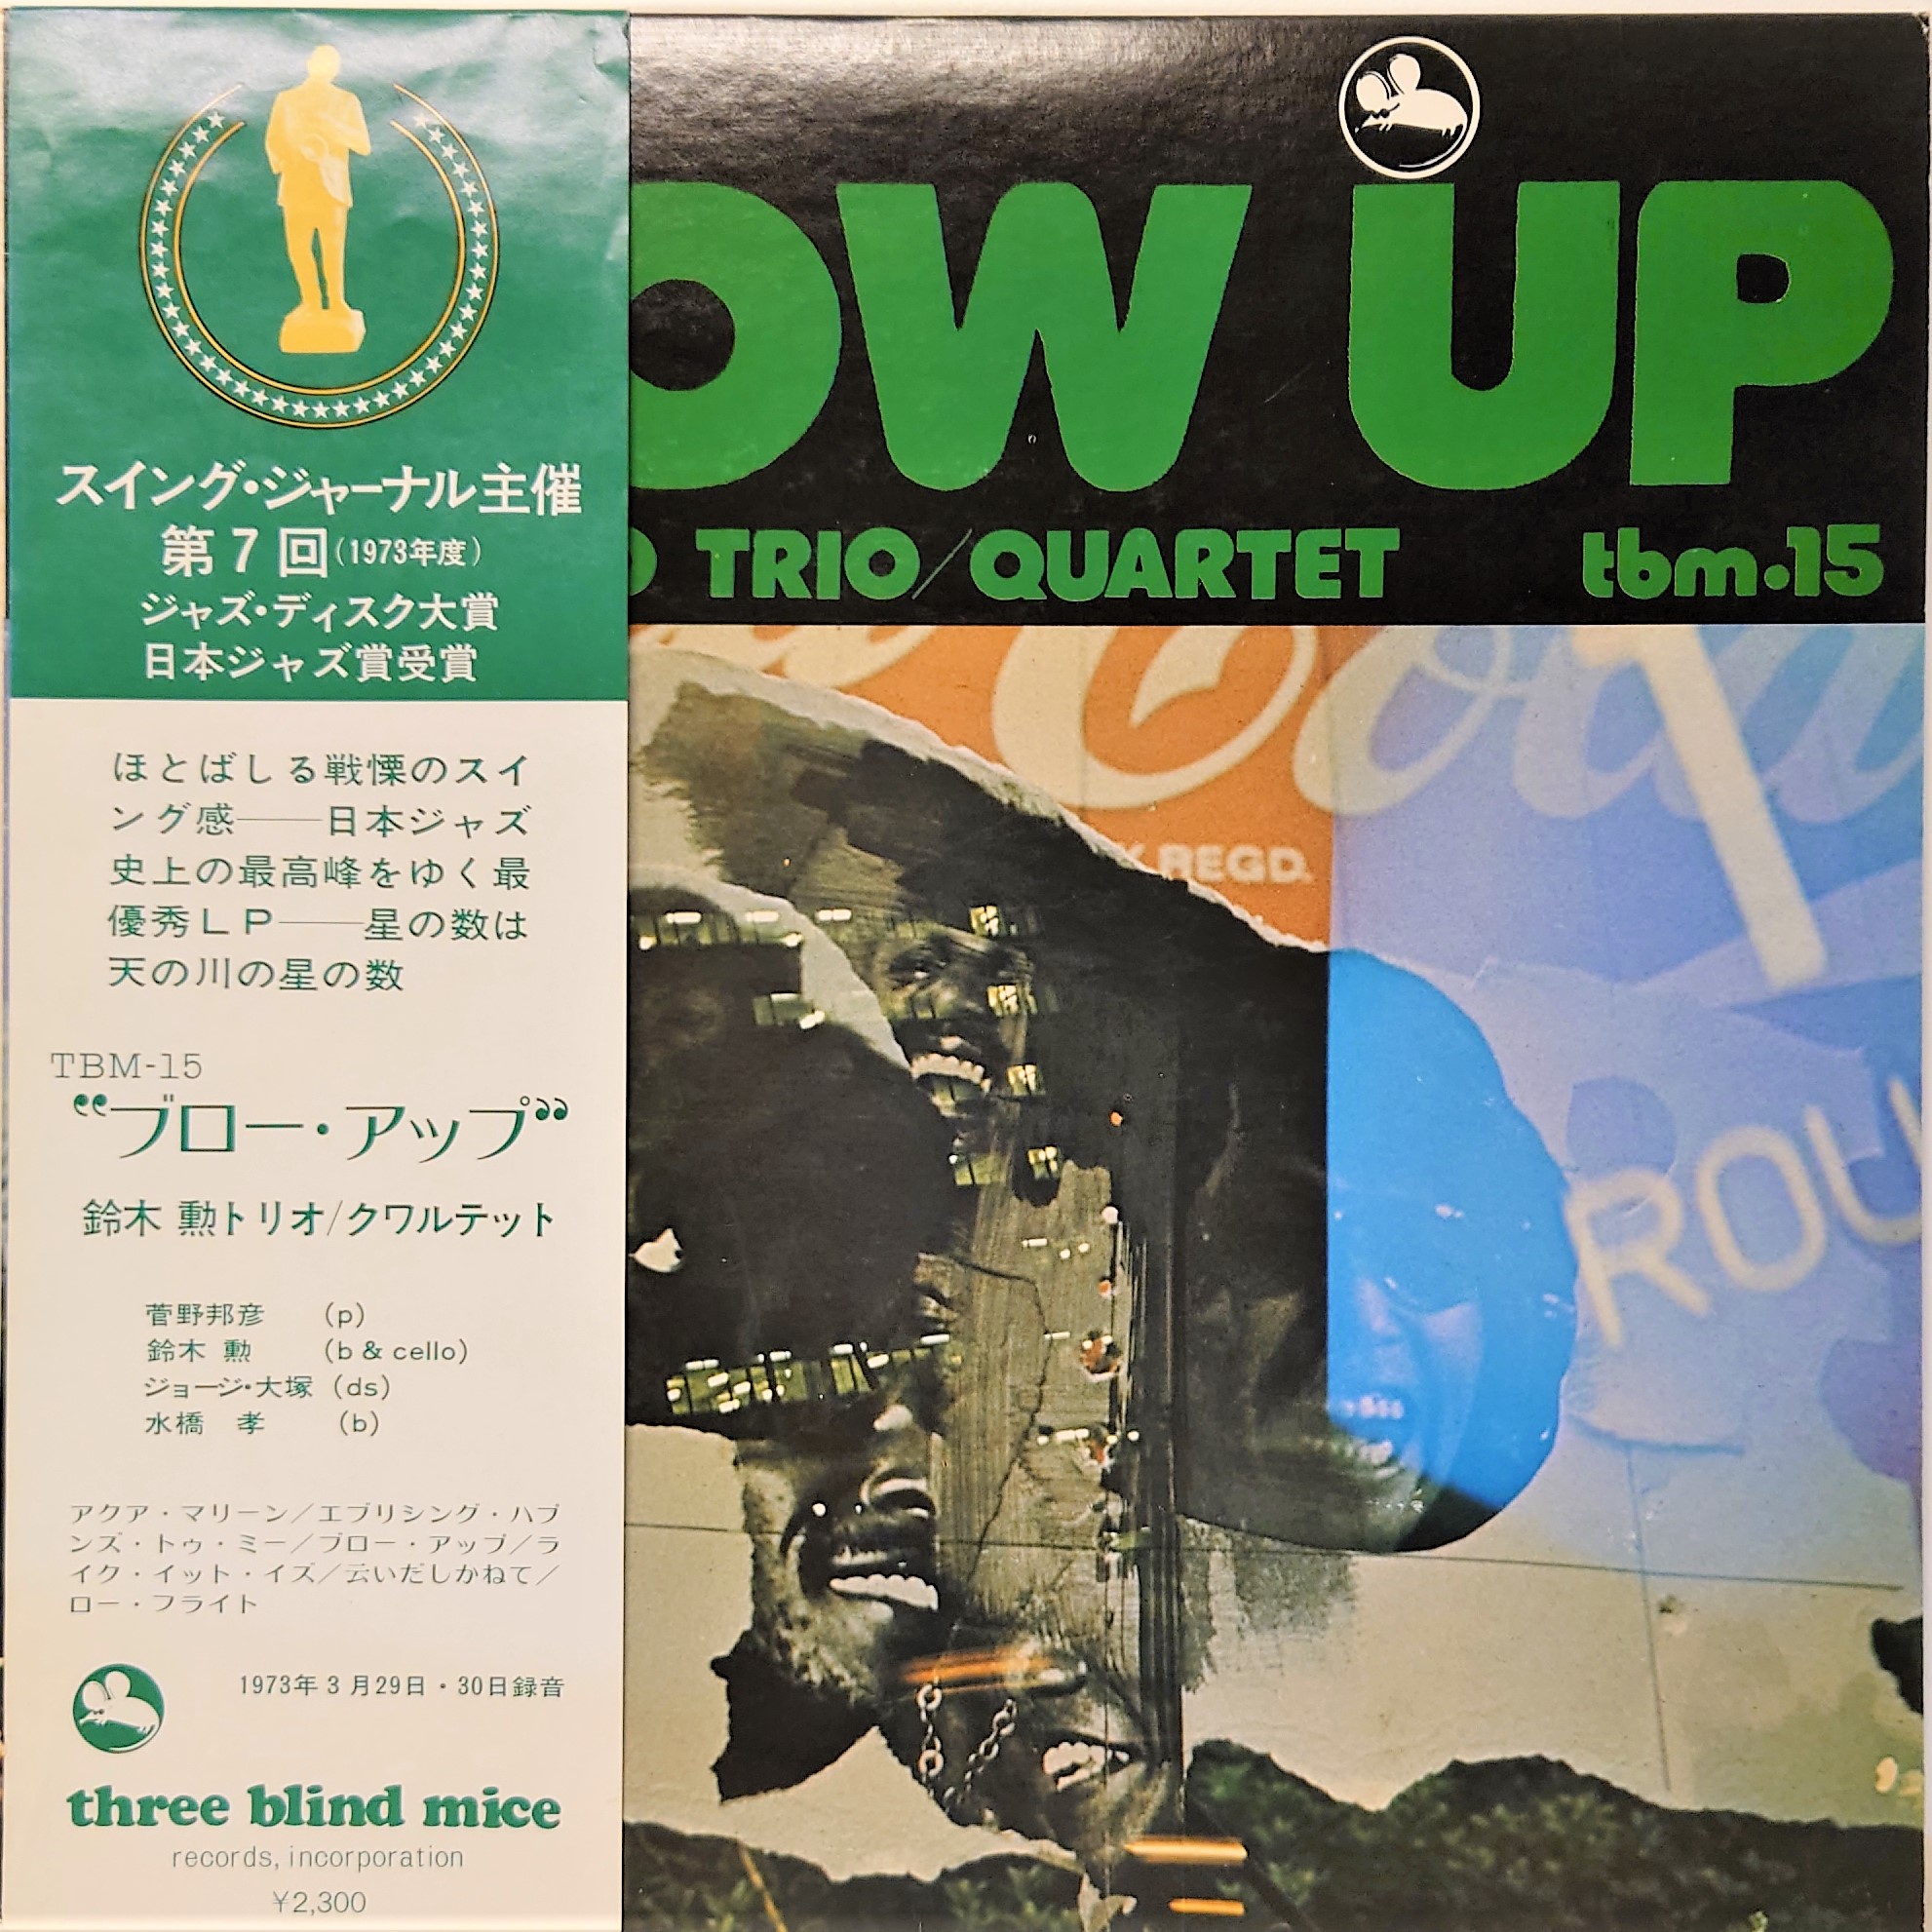 スイング・ジャーナル主催
第7回(1973年度)
ジャズ・ディスク大賞
日本ジャズ賞受賞
ほとばしる戦慄のスイ
ング感――日本ジャズ
史上の最高峰をゆく最
優秀LP――星の数は
天の川の星の数
TBM-15
“ブロー・アップ”
鈴木 勲トリオ/クワルテット
菅野邦彦 (p)
鈴木 勲 (b & cello)
ジョージ・大塚 (ds)
水橋 孝 (b)
アクア・マリーン/エブリシング・ハプ
ンズ・トゥ・ミー/ブロー・アップ/ラ
イク・イット・イズ/云いだしかねて/
ロー・フライト
1973年3月29日・30日録音
three blind mice
records, incorporation
¥2,300
OW UP
O TRIO/QUARTET tbm.15
REGD.
ROU